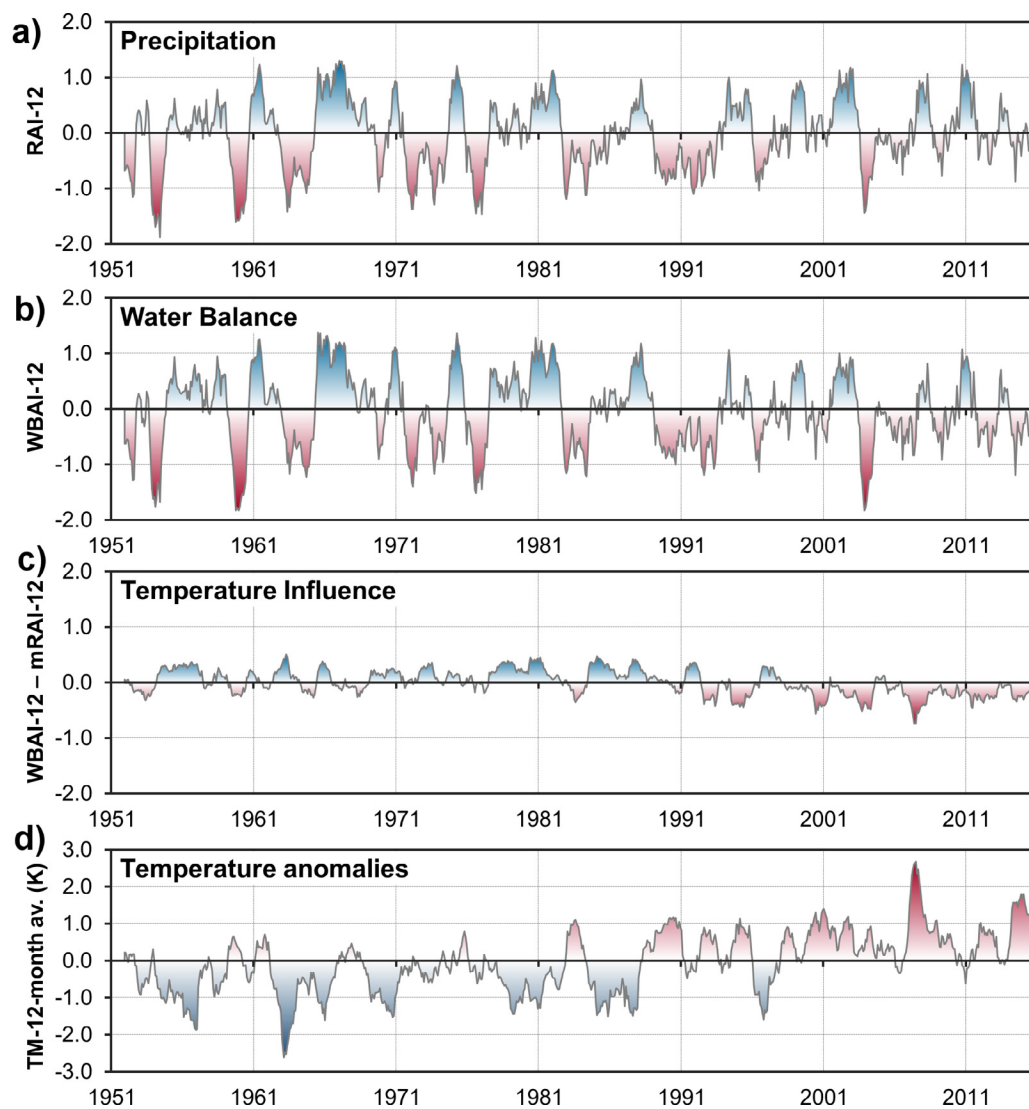 a)
Precipitation
RAI-12
2.0
1.0
0.0
-1.0
-2.0
1951 1961 1971 1981 1991 2001 2011
b)
Water Balance
WBAI-12
2.0
1.0
0.0
-1.0
-2.0
1951 1961 1971 1981 1991 2001 2011
c)
Temperature Influence
WBAI-12 – mRAI-12
2.0
1.0
0.0
-1.0
-2.0
1951 1961 1971 1981 1991 2001 2011
d)
Temperature anomalies
TM-12-month av. (K)
3.0
2.0
1.0
0.0
-1.0
-2.0
-3.0
1951 1961 1971 1981 1991 2001 2011